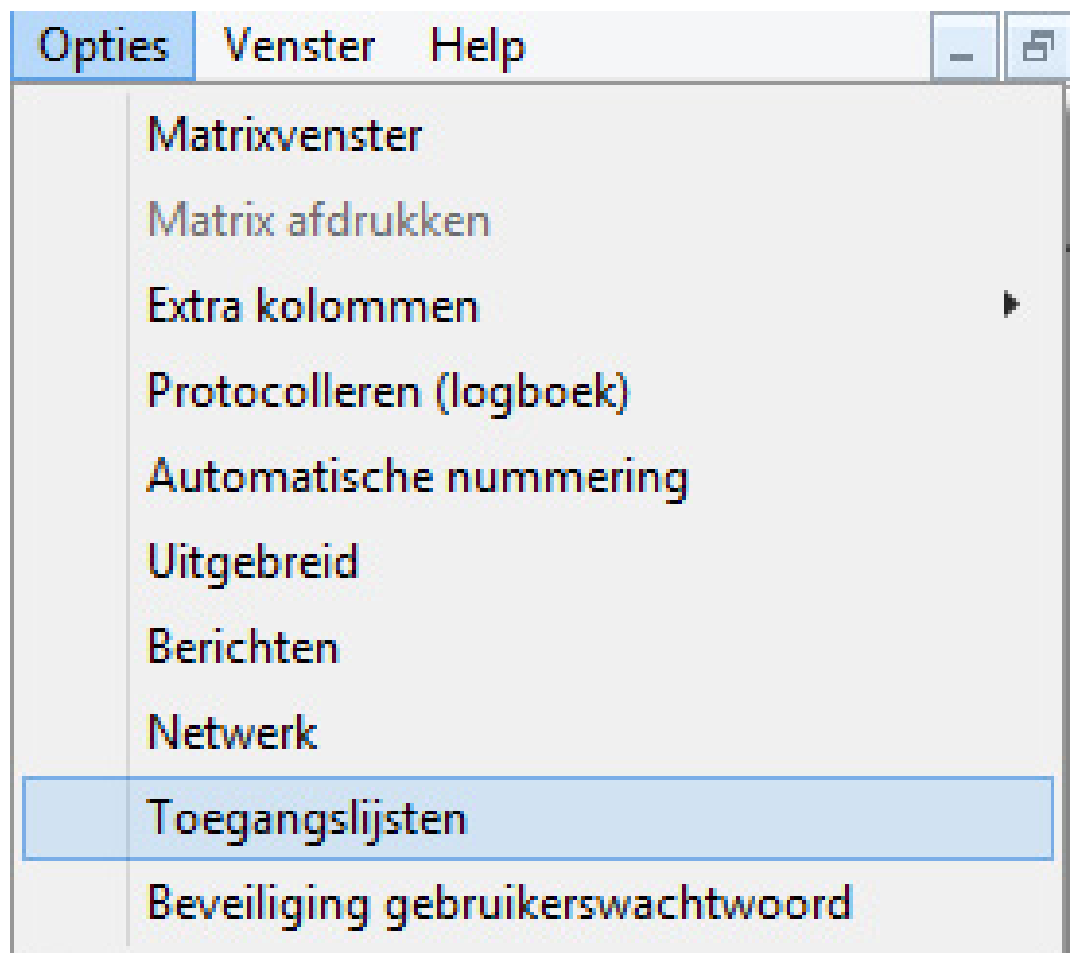 Opties Venster Help
Matrixvenster
Matrix afdrukken
Extra kolommen
Protocolleren (logboek)
Automatische nummering
Uitgebreid
Berichten
Netwerk
Toegangslijsten
Beveiliging gebruikerswachtwoord